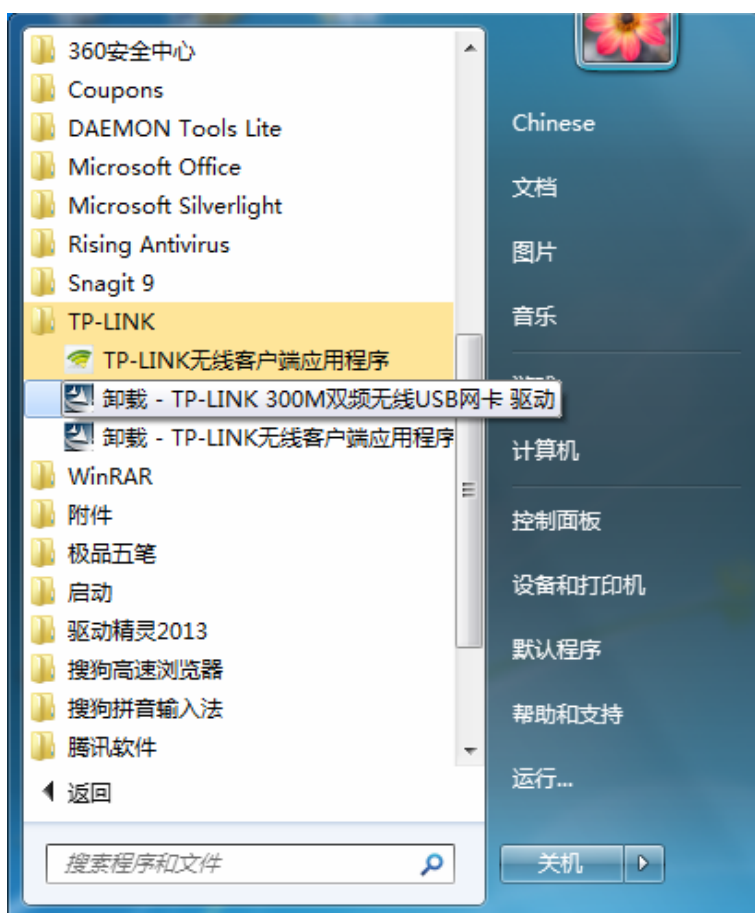 360安全中心
Coupons
DAEMON Tools Lite
Microsoft Office
Microsoft Silverlight
Rising Antivirus
Snagit 9
TP-LINK
TP-LINK无线客户端应用程序
卸载 - TP-LINK 300M双频无线USB网卡 驱动
卸载 - TP-LINK无线客户端应用程序
WinRAR
附件
极品五笔
启动
驱动精灵2013
搜狗高速浏览器
搜狗拼音输入法
腾讯软件
返回
搜索程序和文件
Chinese
文档
图片
音乐
计算机
控制面板
设备和打印机
默认程序
帮助和支持
运行...
关机